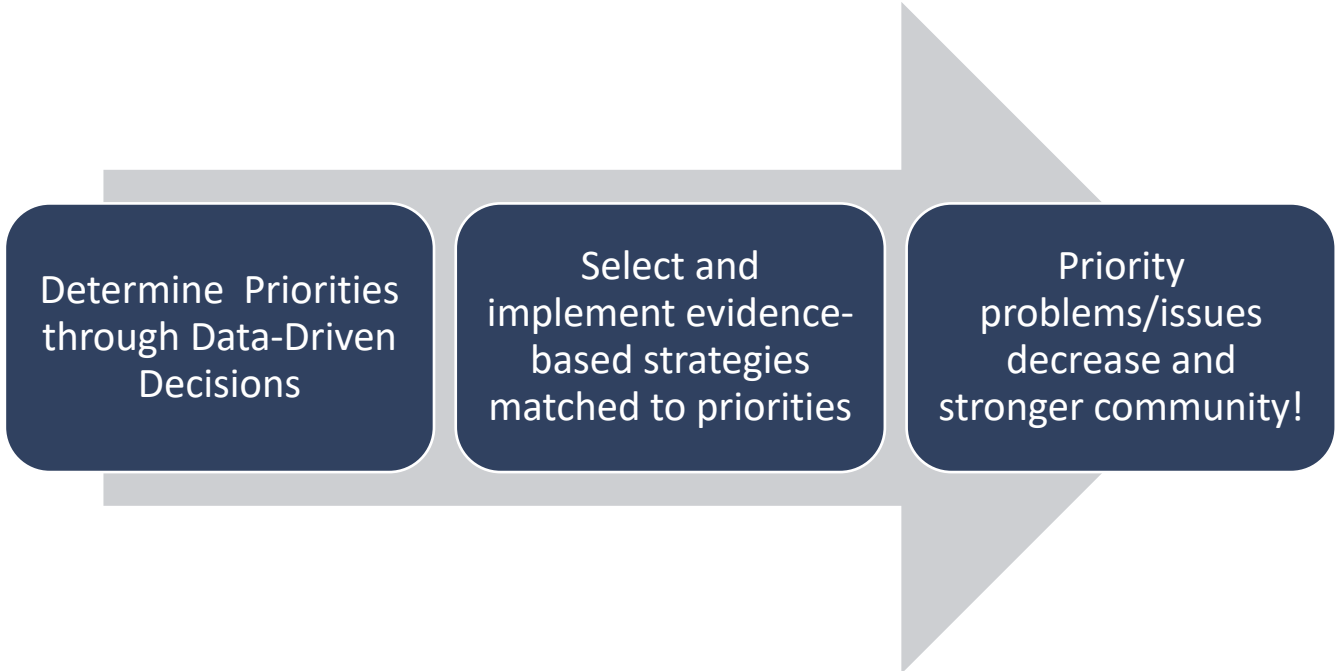 Determine  Priorities
through Data-Driven
Decisions
Select and
implement evidence-
based strategies
matched to priorities
Priority
problems/issues
decrease and
stronger community!